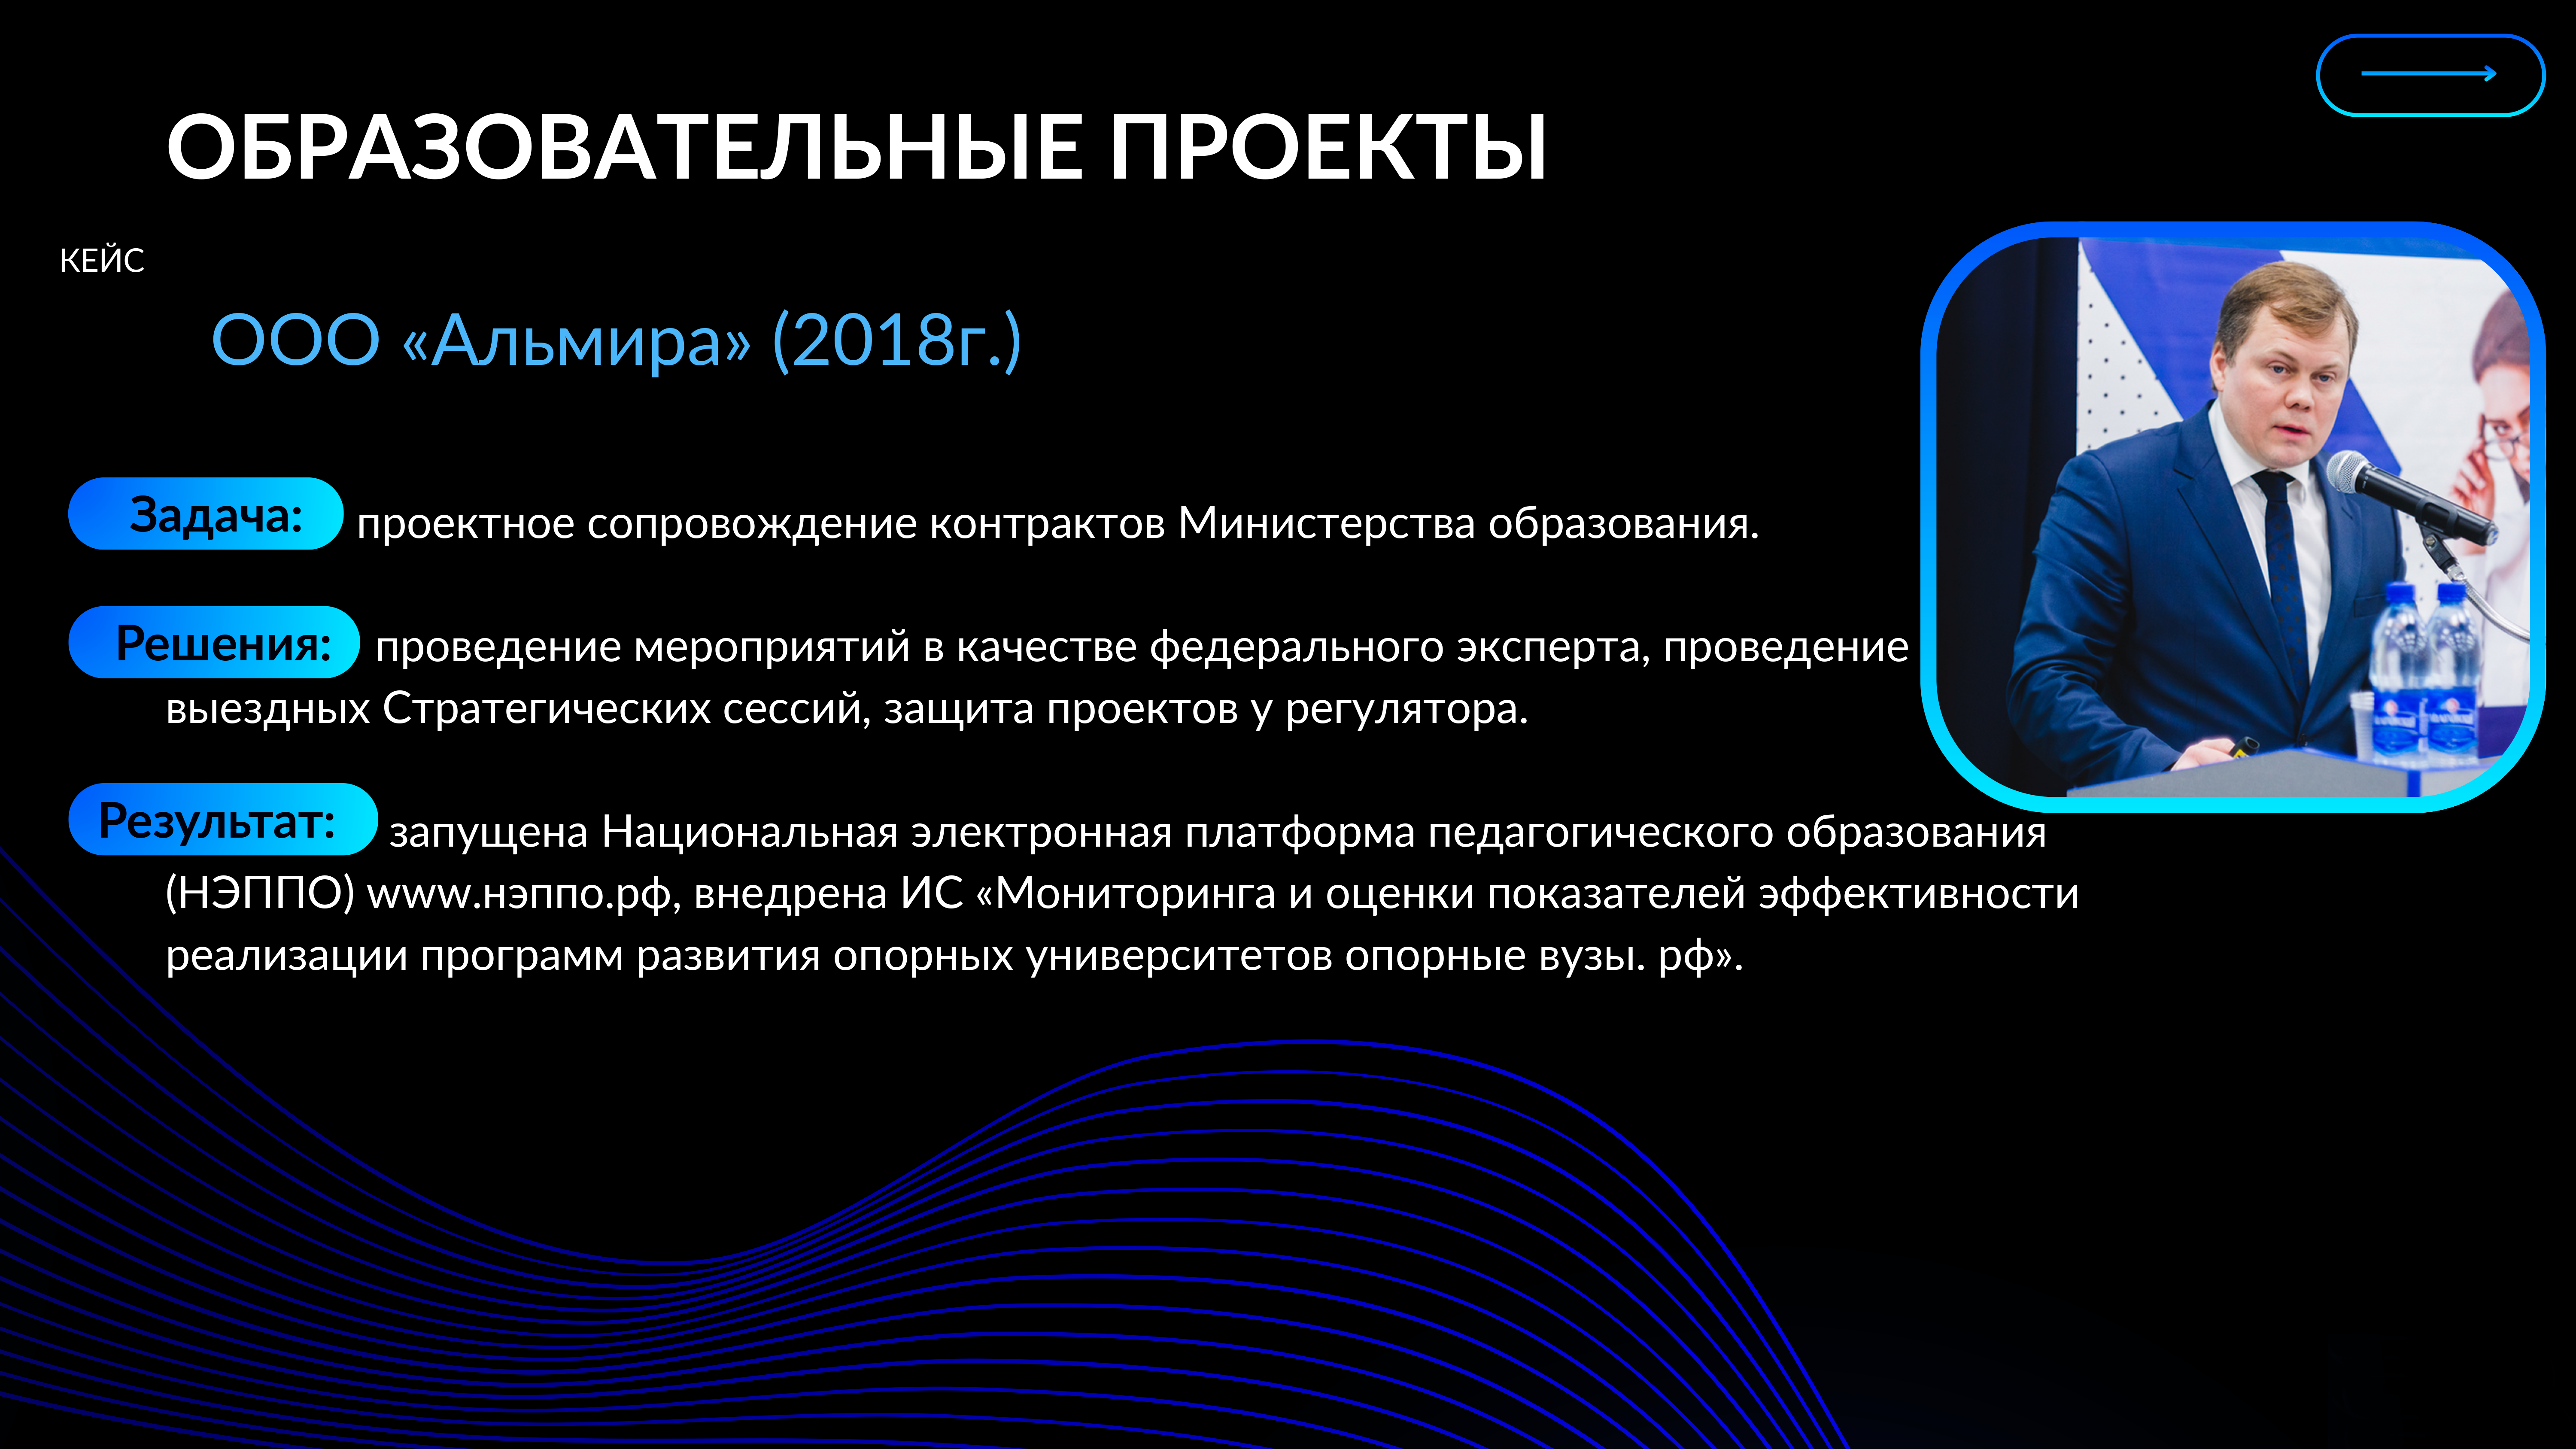 ОБРАЗОВАТЕЛЬНЫЕ ПРОЕКТЫ
КЕЙС
ООО «Альмира» (2018г.)
Задача: проектное сопровождение контрактов Министерства образования.
Решения: проведение мероприятий в качестве федерального эксперта, проведение
выездных Стратегических сессий, защита проектов у регулятора.
Результат: запущена Национальная электронная платформа педагогического образования
(НЭППО) www.нэппо.рф, внедрена ИС «Мониторинга и оценки показателей эффективности
реализации программ развития опорных университетов опорные вузы. рф».